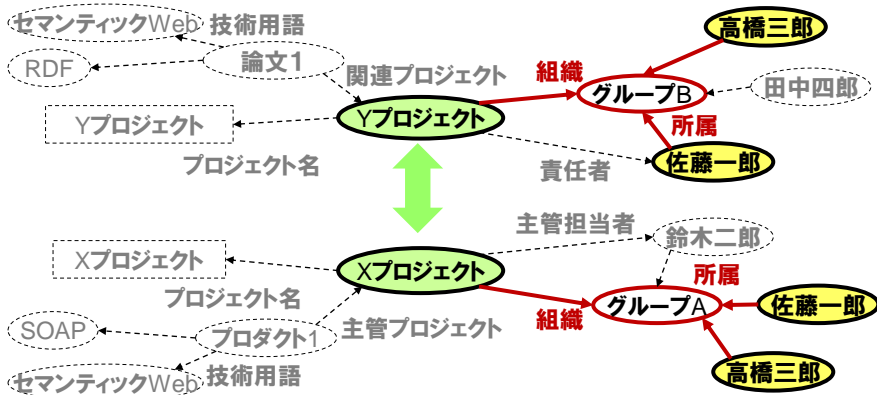 セマンティックWeb 技術用語
高橋三郎
RDF
論文1
関連プロジェクト
組織
グループB
田中四郎
Yプロジェクト
Yプロジェクト
所属
プロジェクト名
責任者
佐藤一郎
主管担当者
Xプロジェクト
鈴木二郎
Xプロジェクト
所属
プロジェクト名
グループA
佐藤一郎
SOAP
プロダクト1
主管プロジェクト
組織
セマンティックWeb 技術用語
高橋三郎